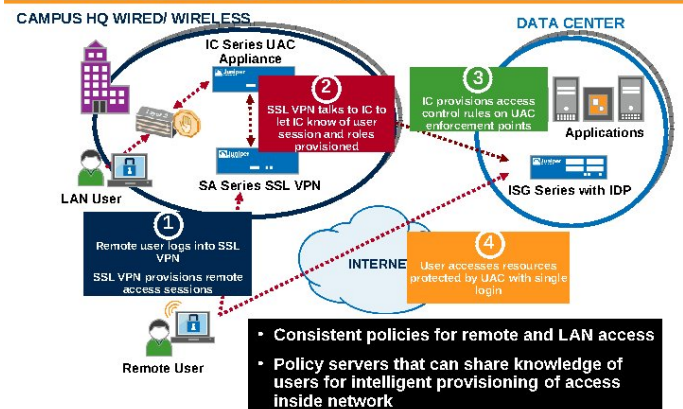 CAMPUS HQ WIRED/ WIRELESS
DATA CENTER
IC Series UAC
Appliance
Juniper
2
SSL VPN talks to IC to
let IC know of user
session and roles
provisioned
3
IC provisions access
control rules on UAC
enforcement points
Applications
Juniper
LAN User
SA Series SSL VPN
Juniper
ISG Series with IDP
1
Remote user logs into SSL
VPN
SSL VPN provisions remote
access sessions
INTERNE
4
User accesses resources
protected by UAC with single
login
Remote User
• Consistent policies for remote and LAN access
• Policy servers that can share knowledge of
users for intelligent provisioning of access
inside network